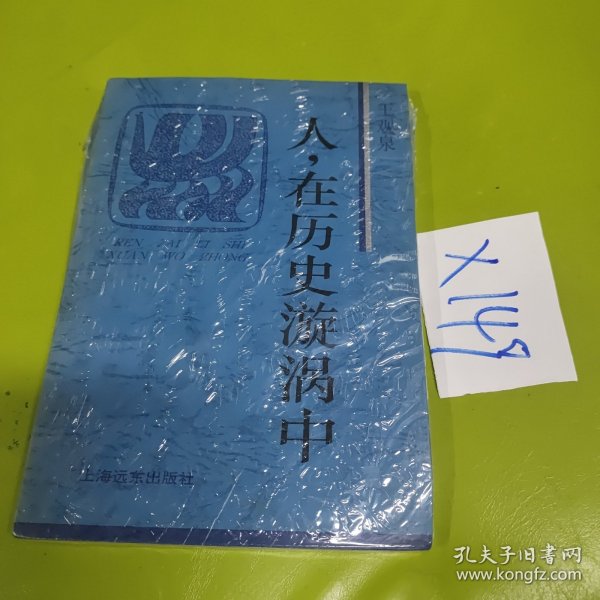 王观泉
人，在历史漩涡中
REN ZAI LI SHI
XUAN WO ZHONG
上海远东出版社
X149
孔夫子旧书网
www.kongfz.com